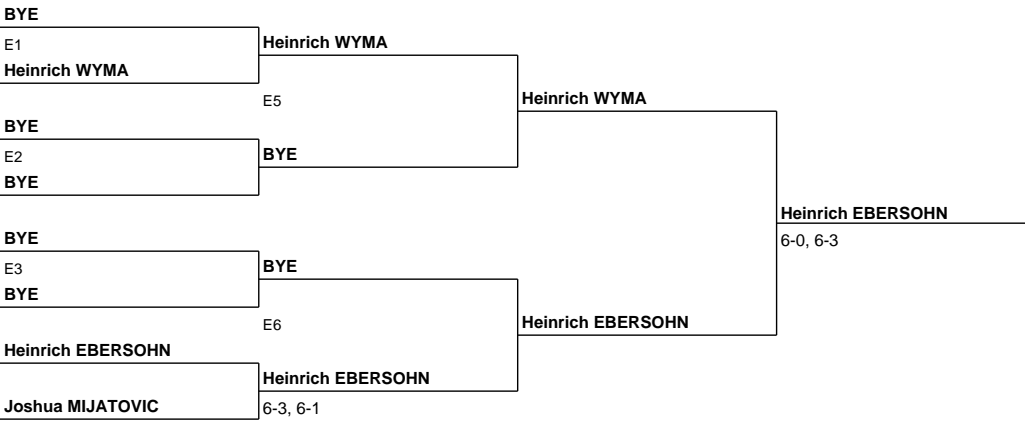 BYE
E1
Heinrich WYMA
Heinrich WYMA
E5
Heinrich WYMA
BYE
E2
BYE
BYE
Heinrich EBERSOHN
6-0, 6-3
BYE
E3
BYE
BYE
E6
Heinrich EBERSOHN
Heinrich EBERSOHN
Heinrich EBERSOHN
6-3, 6-1
Joshua MIJATOVIC